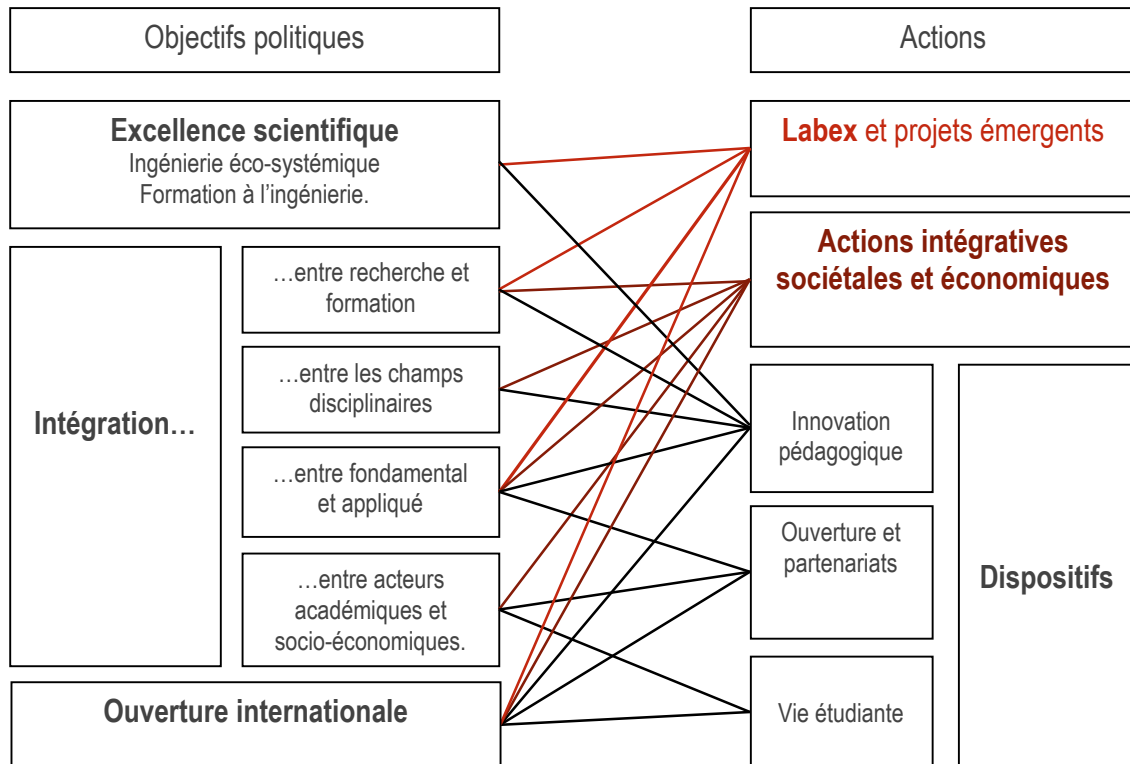 Objectifs politiques
Actions
Excellence scientifique
Ingénierie éco-systémique
Formation à l'ingénierie.
Labex et projets émergents
Actions intégratives
sociétales et économiques
Intégration…
…entre recherche et
formation
…entre les champs
disciplinaires
…entre fondamental
et appliqué
…entre acteurs
académiques et
socio-économiques.
Innovation
pédagogique
Ouverture et
partenariats
Vie étudiante
Dispositifs
Ouverture internationale